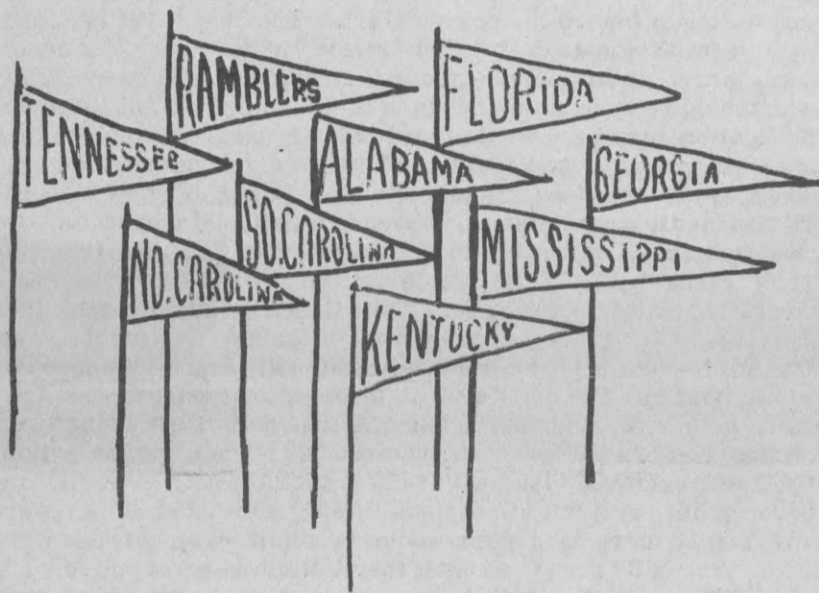 RAMBLERS
FLORIDA
TENNESSEE
ALABAMA
GEORGIA
SO.CAROLINA
MISSISSIPPI
NO.CAROLINA
KENTUCKY